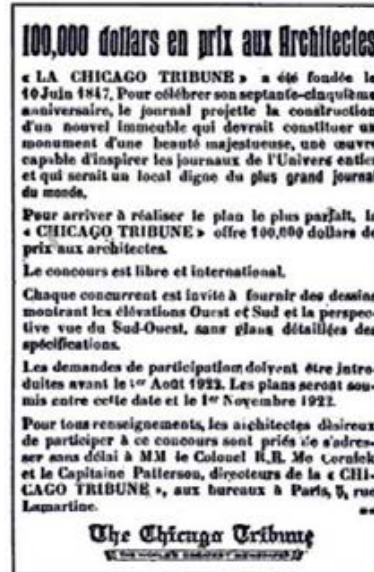 100,000 dollars en prix aux Architectes
« LA CHICAGO TRIBUNE » a été fondée le
10 Juin 1847. Pour célébrer son septante-cinquième
anniversaire, le journal projette la construction
d'un nouvel immeuble qui devrait constituer un
monument d'une beauté majestueuse, une œuvre
capable d'inspirer les journaux de l'Univers entier
et qui serait un local digne du plus grand journal
du monde.
Pour arriver à réaliser le plan le plus parfait, la
« CHICAGO TRIBUNE » offre 100,000 dollars de
prix aux architectes.
Le concours est libre et international.
Chaque concurrent est invité à fournir des dessins
montrant les élévations Ouest et Sud et la perspec-
tive vue du Sud-Ouest, sans plans détaillées des
spécifications.
Les demandes de participation doivent être intro-
duites avant le 1er Août 1922. Les plans seront sou-
mis entre cette date et le 1er Novembre 1922.
Pour tous renseignements, les architectes désireux
de participer à ce concours sont priés de s'adres-
ser sans délai à MM le Colonel R.R. Mc Cormick
et le Capitaine Patterson, directeurs de la « CHI-
CAGO TRIBUNE », aux bureaux à Paris, 5, rue
Lamartine.
The Chicago Tribune
THE WORLD'S GREATEST NEWSPAPER